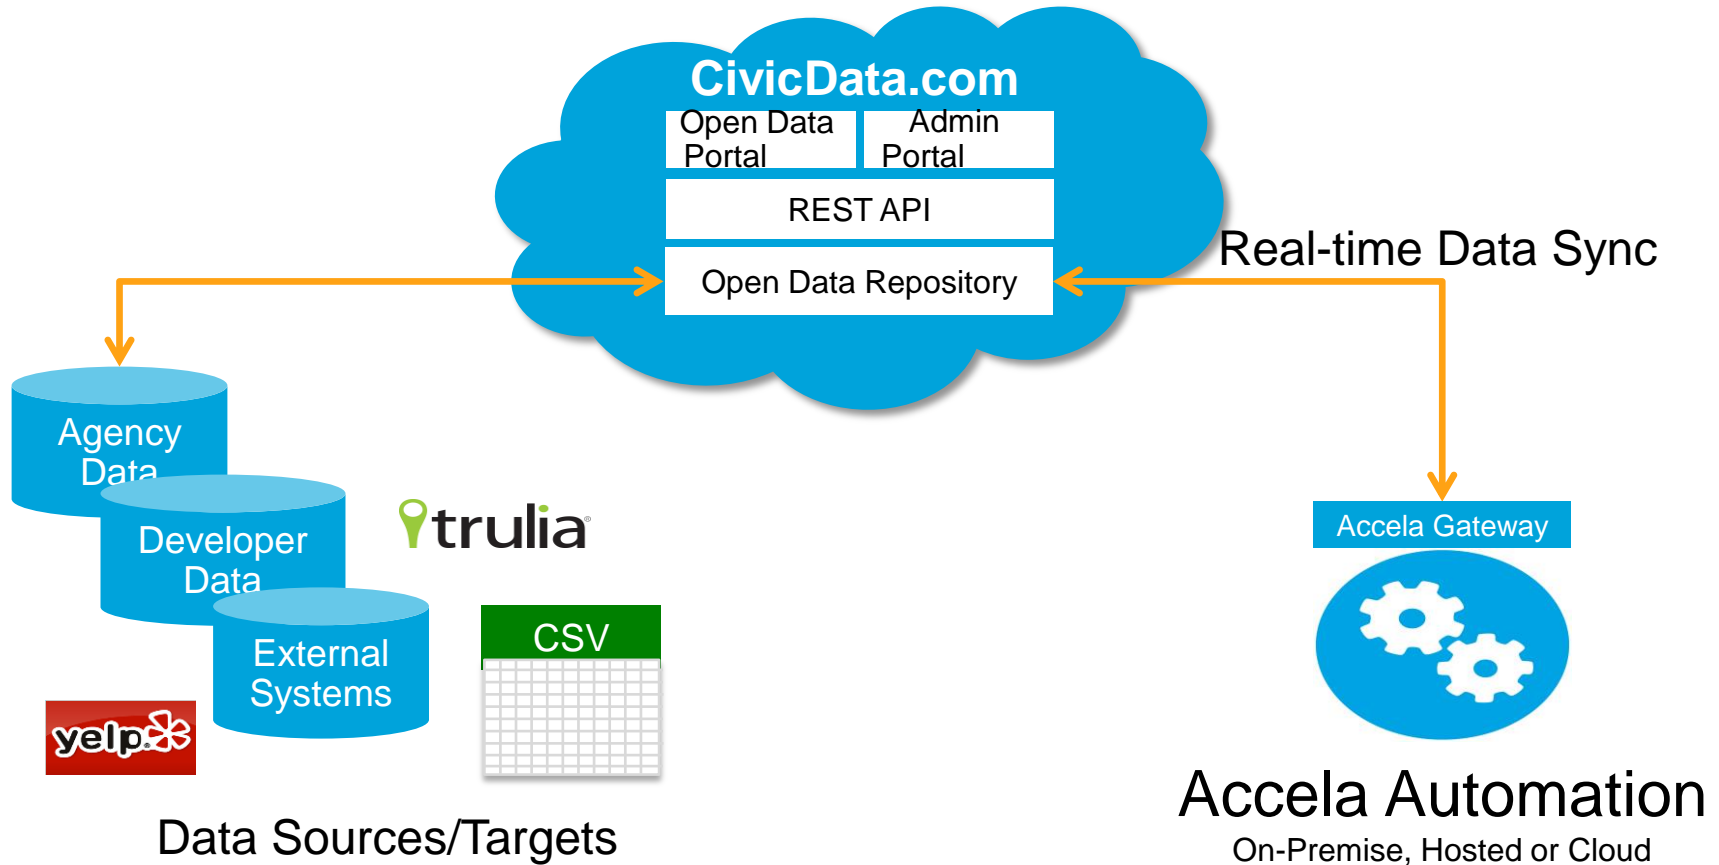 CivicData.com
Open Data
Portal
Admin
Portal
REST API
Open Data Repository
Real-time Data Sync
Agency
Data
Developer
Data
External
Systems
trulia®
CSV
yelp
Accela Gateway
Accela Automation
On-Premise, Hosted or Cloud
Data Sources/Targets